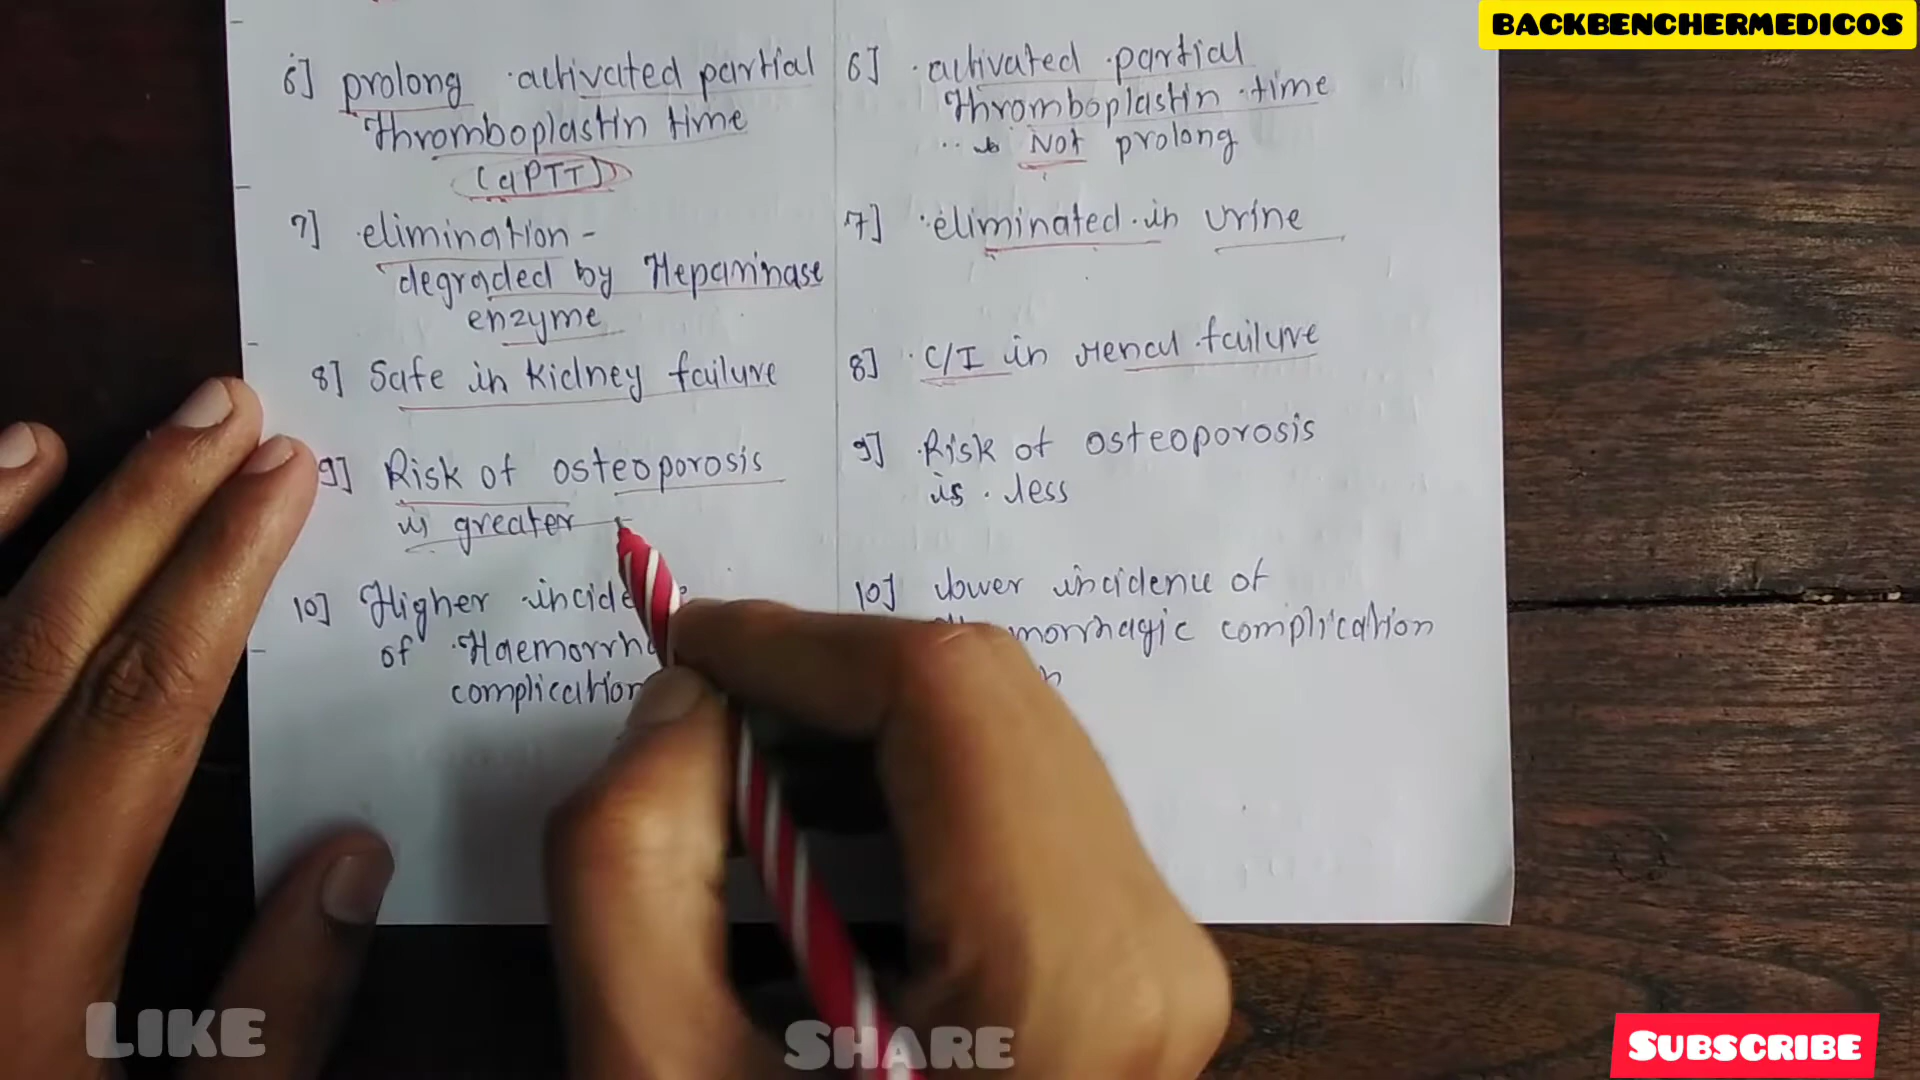 BACKBENCHERMEDICOS
6] prolong activated partial
Thromboplastin time
(aPTT)
7] elimination -
degraded by Heparinase
enzyme
8] Safe in Kidney failure
9] Risk of osteoporosis
is greater
10] Higher
of
complication
6] activated partial
Thromboplastin time
is Not prolong
7] eliminated in urine
8] C/I in renal failure
9] Risk of osteoporosis
is less
10] lower incidence of
complication
LIKE
SHARE
SUBSCRIBE